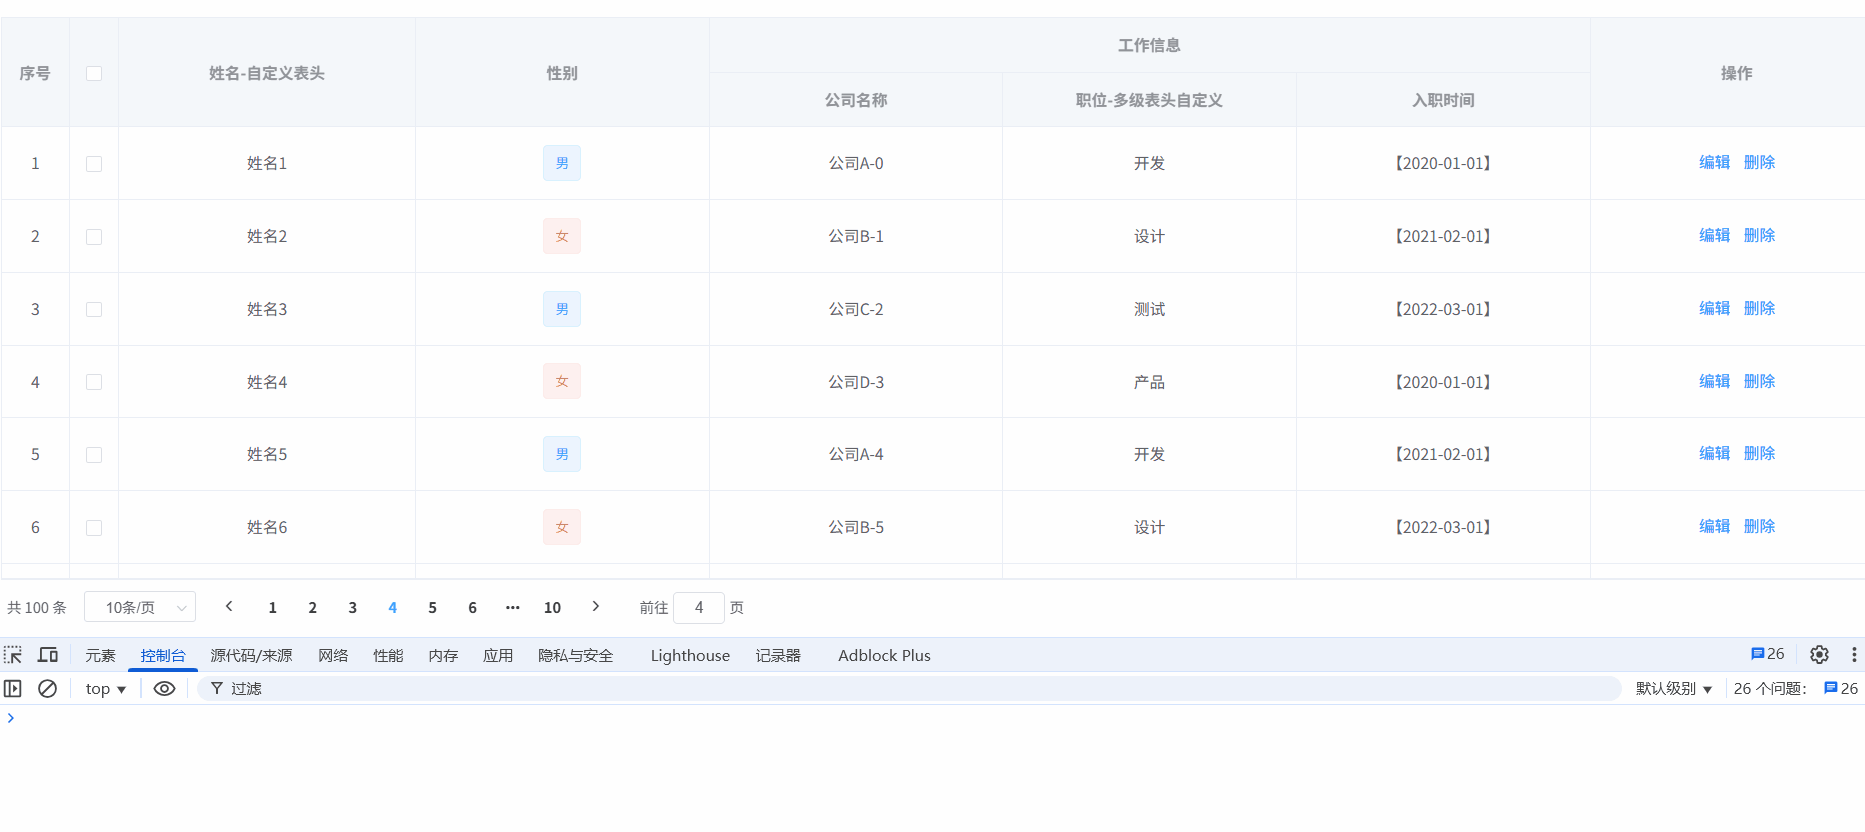 工作信息
序号 姓名-自定义表头 性别 操作
公司名称 职位-多级表头自定义 入职时间
1 姓名1 男 公司A-0 开发 【2020-01-01】 编辑 删除
2 姓名2 女 公司B-1 设计 【2021-02-01】 编辑 删除
3 姓名3 男 公司C-2 测试 【2022-03-01】 编辑 删除
4 姓名4 女 公司D-3 产品 【2020-01-01】 编辑 删除
5 姓名5 男 公司A-4 开发 【2021-02-01】 编辑 删除
6 姓名6 女 公司B-5 设计 【2022-03-01】 编辑 删除
共 100 条 10条/页 1 2 3 4 5 6 ••• 10 前往 4 页
元素 控制台 源代码/来源 网络 性能 内存 应用 隐私与安全 Lighthouse 记录器 Adblock Plus 26
top 过滤 默认级别 26 个问题： 26